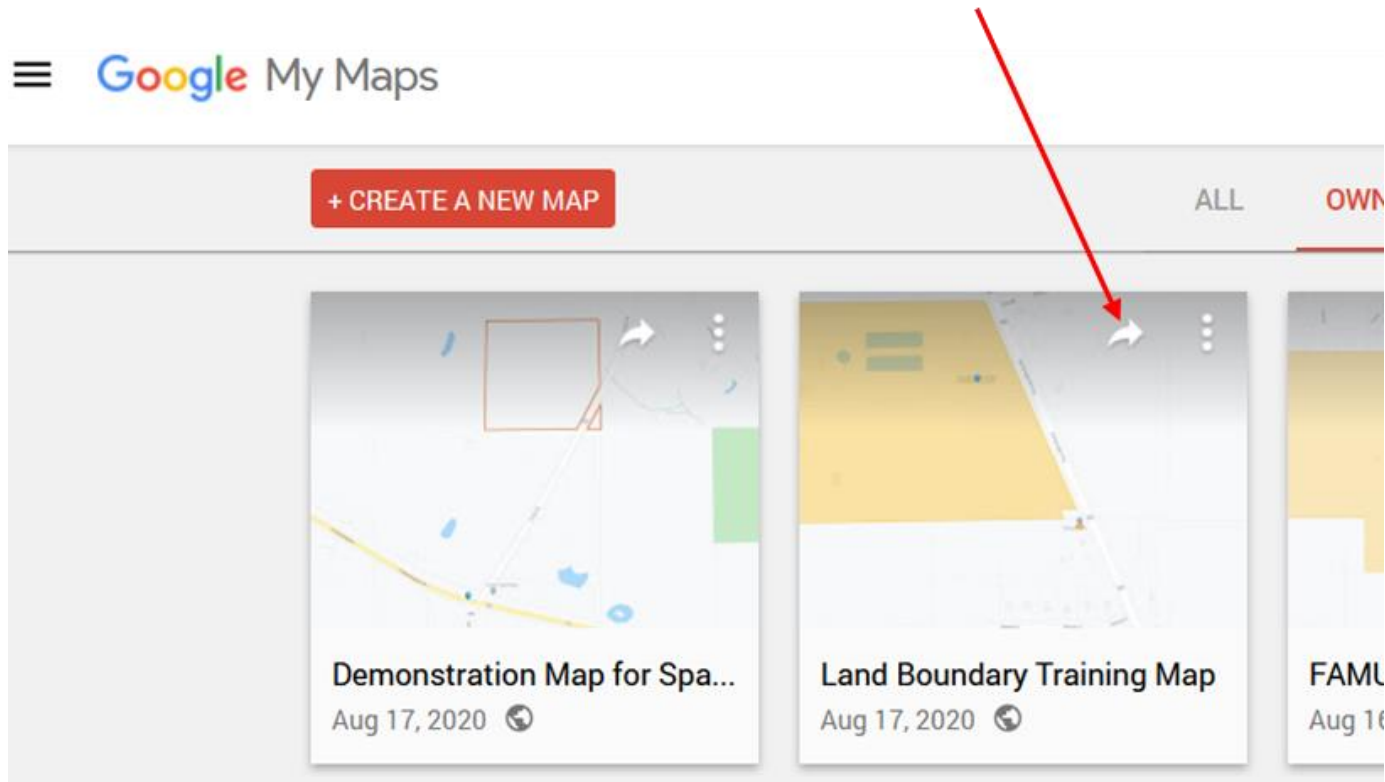 Google My Maps
+ CREATE A NEW MAP
ALL
OWN
Demonstration Map for Spa...
Aug 17, 2020
Land Boundary Training Map
Aug 17, 2020
FAMU
Aug 16